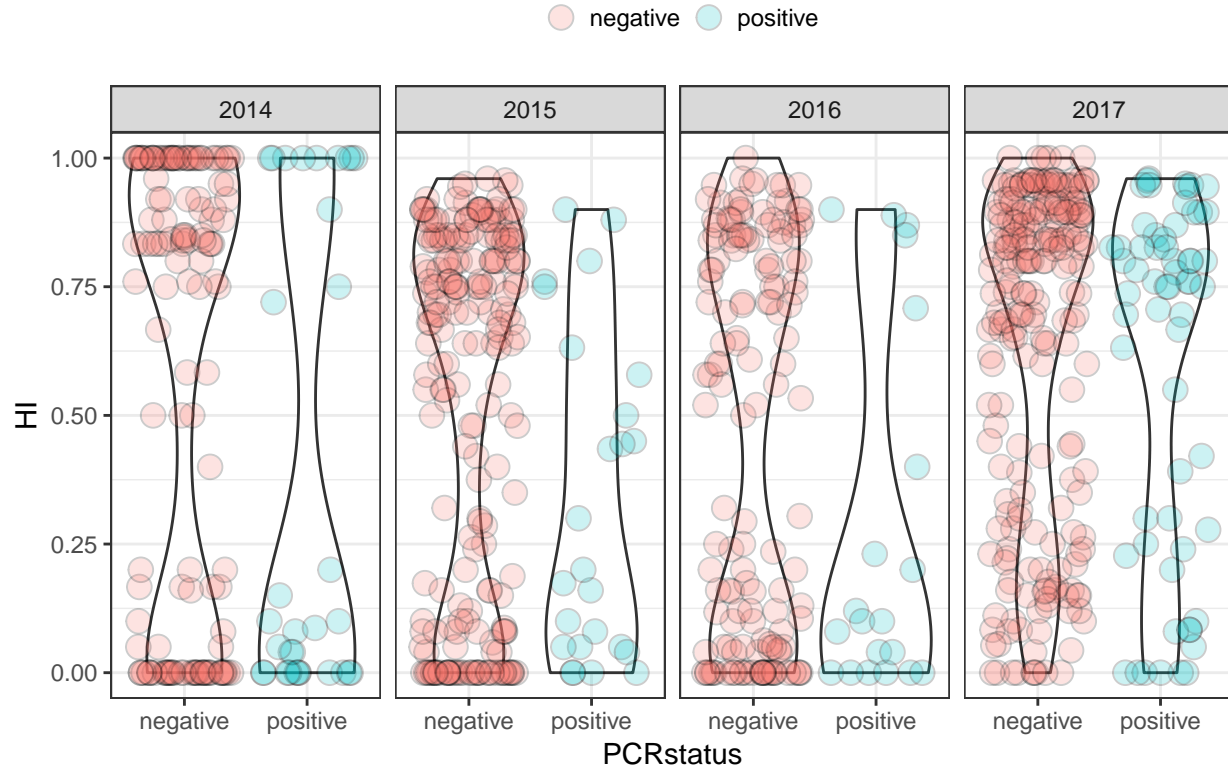 negative positive
2014 2015 2016 2017
1.00
0.75
0.50
0.25
0.00
HI
negative positive negative positive negative positive negative positive
PCRstatus